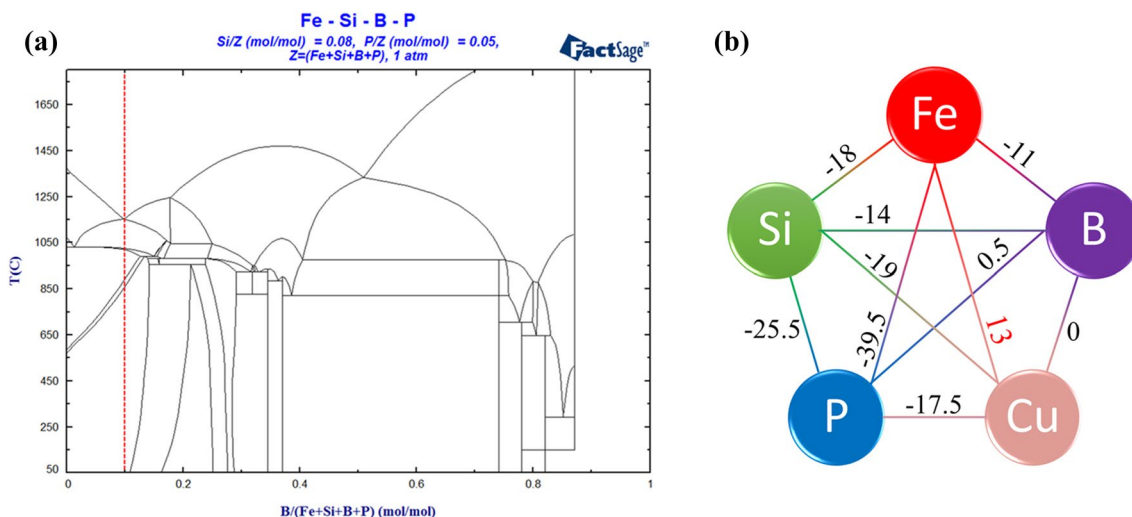 (a)
Fe - Si - B - P
Si/Z (mol/mol) = 0.08, P/Z (mol/mol) = 0.05,
Z=(Fe+Si+B+P), 1 atm
FactSage™
T(C)
1650
1450
1250
1050
850
650
450
250
50
0
0.2
0.4
0.6
0.8
1
B/(Fe+Si+B+P) (mol/mol)
(b)
Fe
-18
-11
Si
-14
B
-19
0.5
-25.5
-39.5
13
0
P
-17.5
Cu